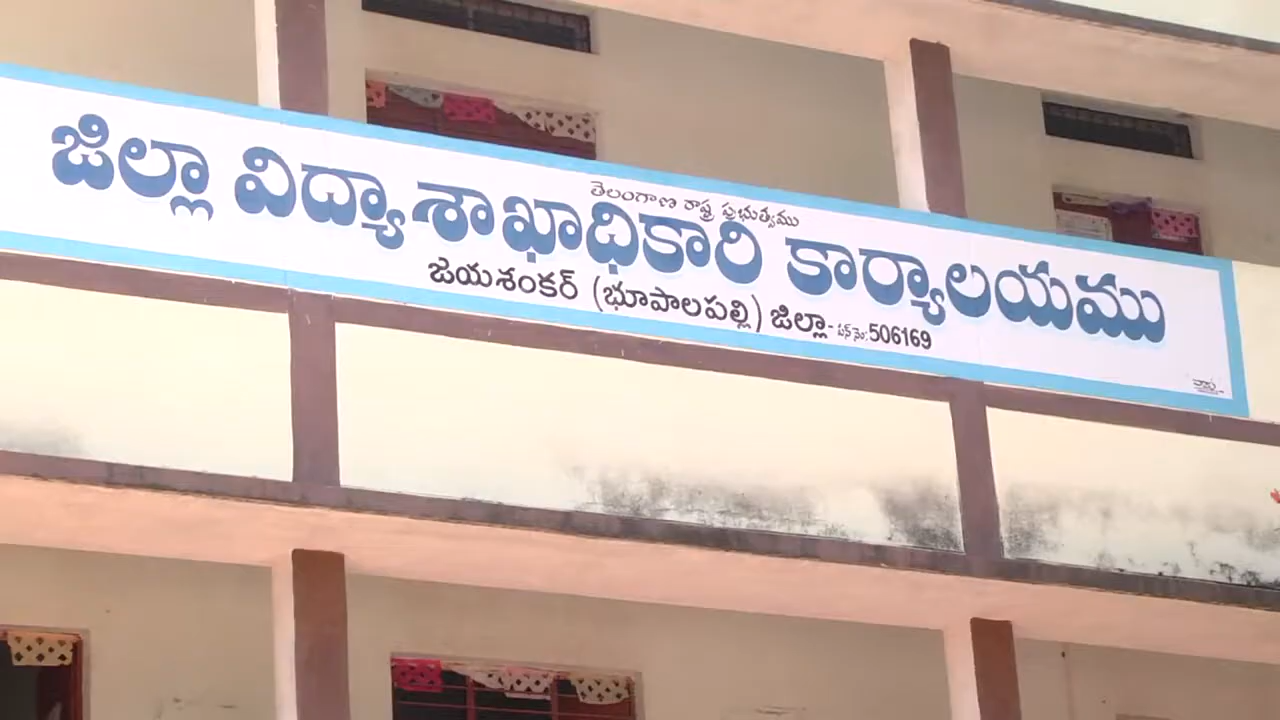 తెలంగాణ రాష్ట్ర ప్రభుత్వము
జిల్లా విద్యాశాఖాధికారి కార్యాలయము
జయశంకర్ (భూపాలపల్లి) జిల్లా- పిన్ నెం:506169